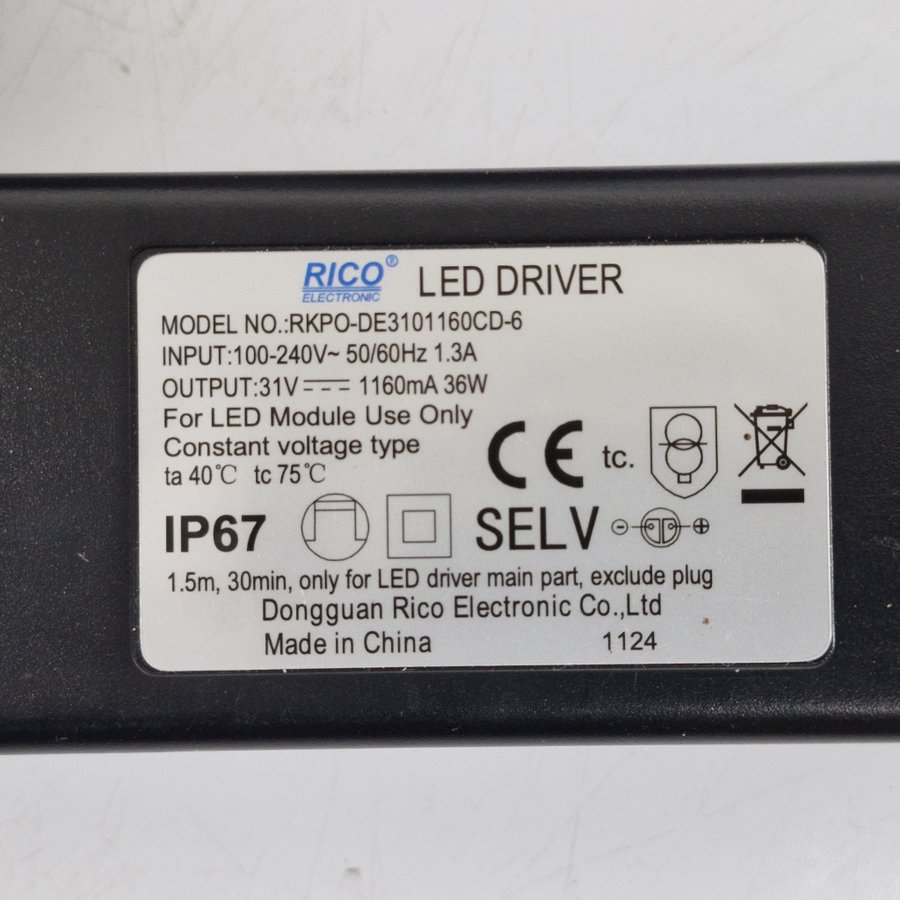 RICO® LED DRIVER
ELECTRONIC
MODEL NO.:RKPO-DE3101160CD-6
INPUT:100-240V~ 50/60Hz 1.3A
OUTPUT:31V⎓ 1160mA 36W
For LED Module Use Only
Constant voltage type
ta 40℃ tc 75℃
CE tc.
IP67 SELV
1.5m, 30min, only for LED driver main part, exclude plug
Dongguan Rico Electronic Co.,Ltd
Made in China 1124